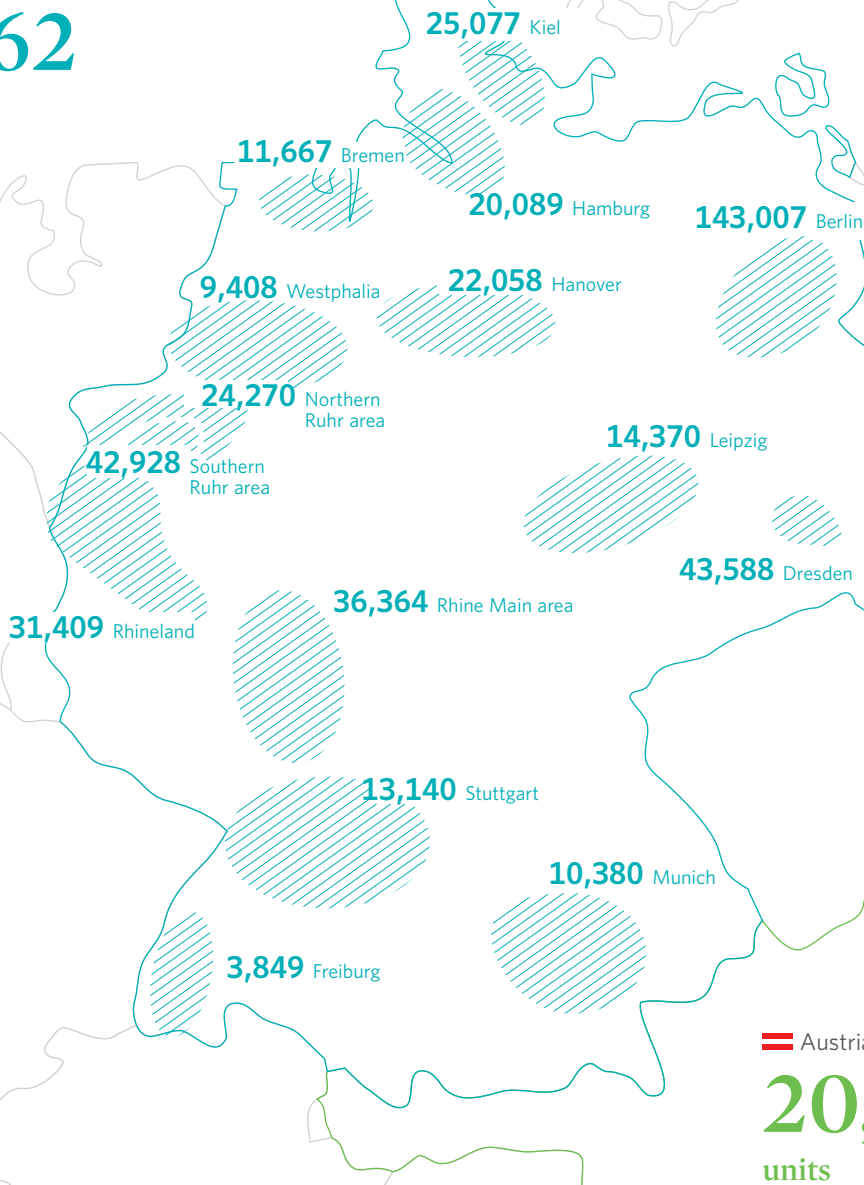 62
25,077 Kiel
11,667 Bremen
20,089 Hamburg
143,007 Berlin
9,408 Westphalia
22,058 Hanover
24,270 Northern
Ruhr area
14,370 Leipzig
42,928 Southern
Ruhr area
43,588 Dresden
36,364 Rhine Main area
31,409 Rhineland
13,140 Stuttgart
10,380 Munich
3,849 Freiburg
Austria
20,
units